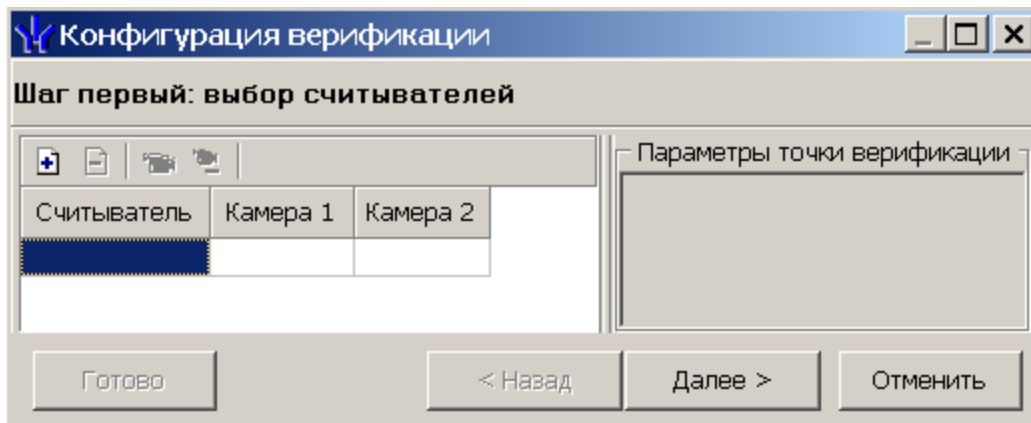 Конфигурация верификации
Шаг первый: выбор считывателей
Параметры точки верификации
Считыватель Камера 1 Камера 2
Готово < Назад Далее > Отменить